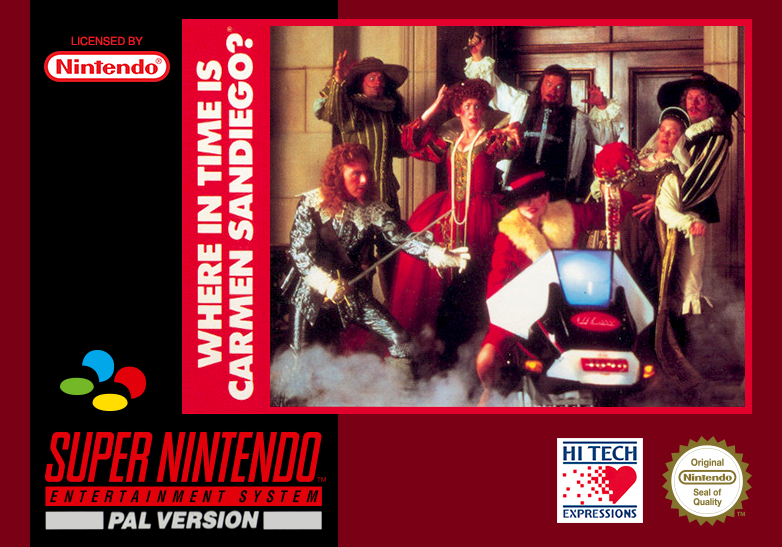 LICENSED BY
Nintendo®
WHERE IN TIME IS
CARMEN SANDIEGO?®
SUPER NINTENDO™
ENTERTAINMENT SYSTEM
PAL VERSION
HI TECH
EXPRESSIONS
Original
Nintendo
Seal of
Quality
™